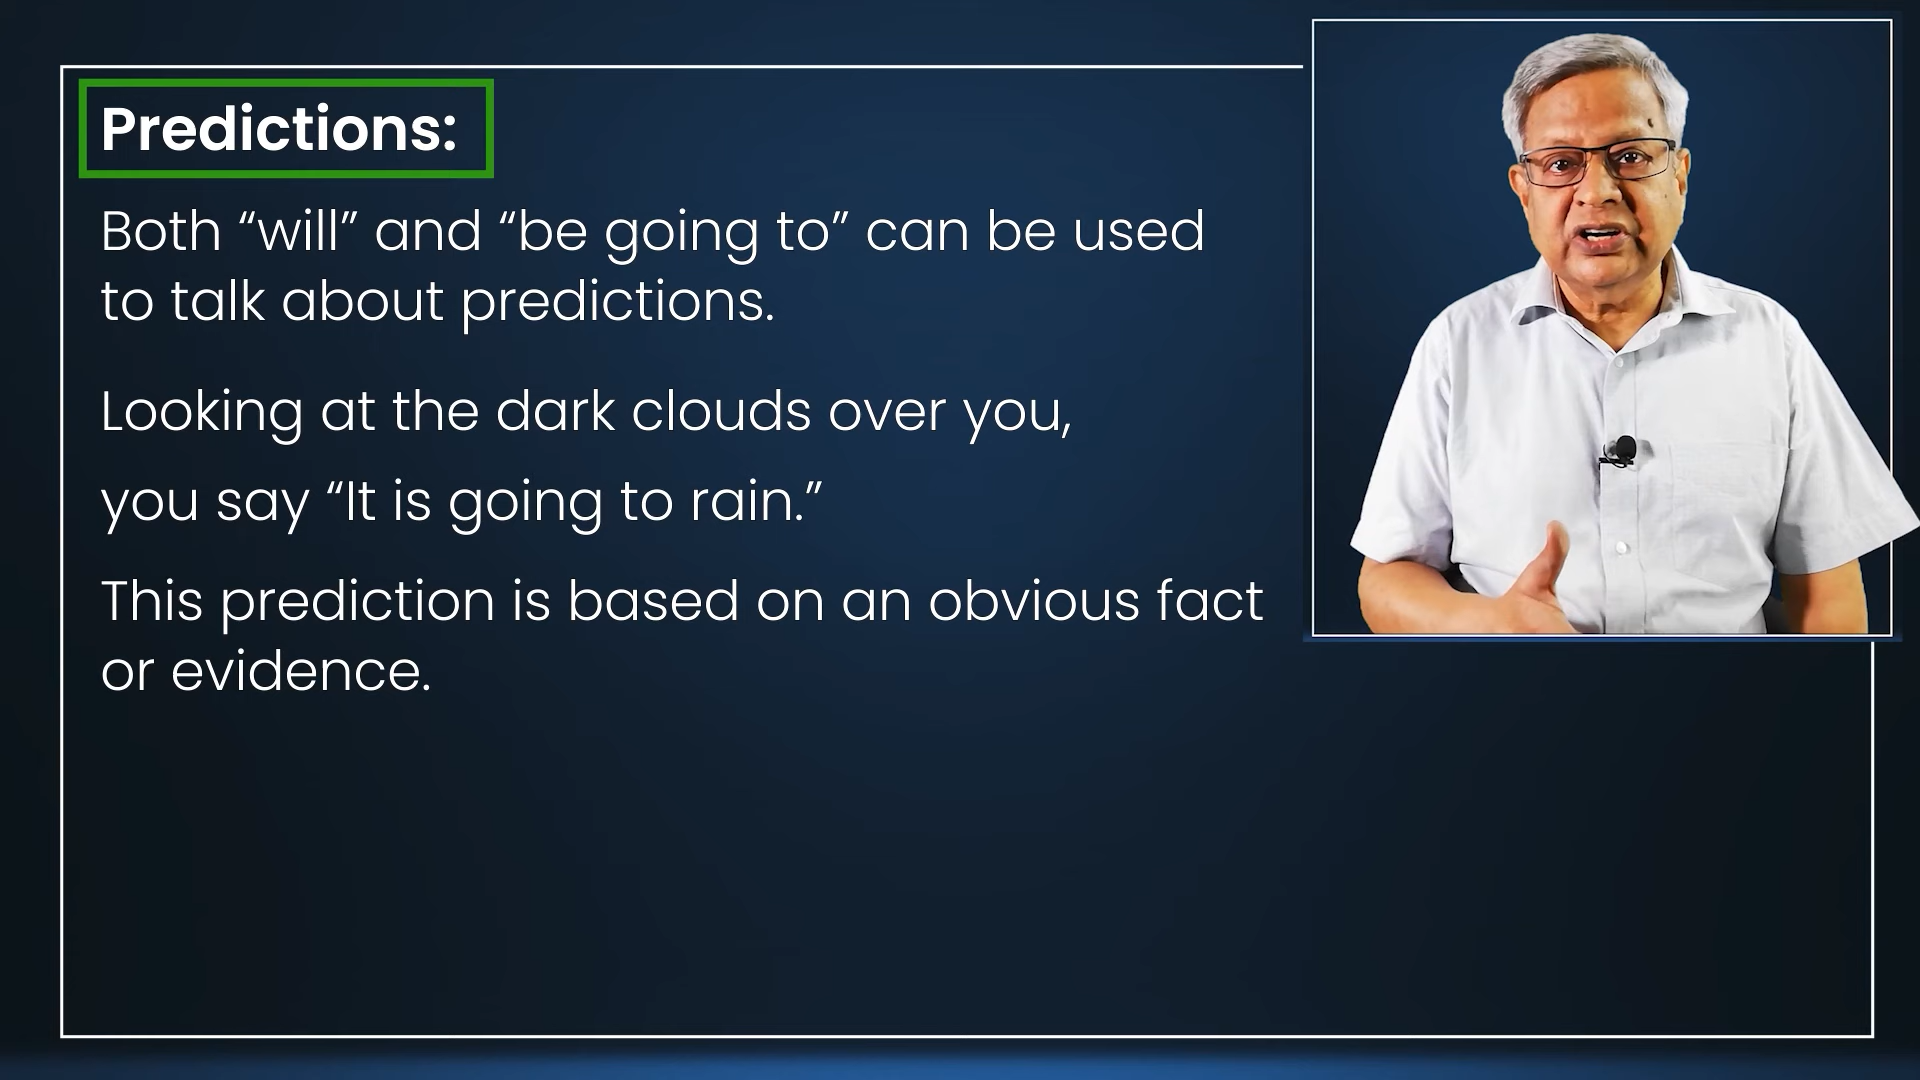 Predictions:
Both “will” and “be going to” can be used
to talk about predictions.
Looking at the dark clouds over you,
you say “It is going to rain.”
This prediction is based on an obvious fact
or evidence.